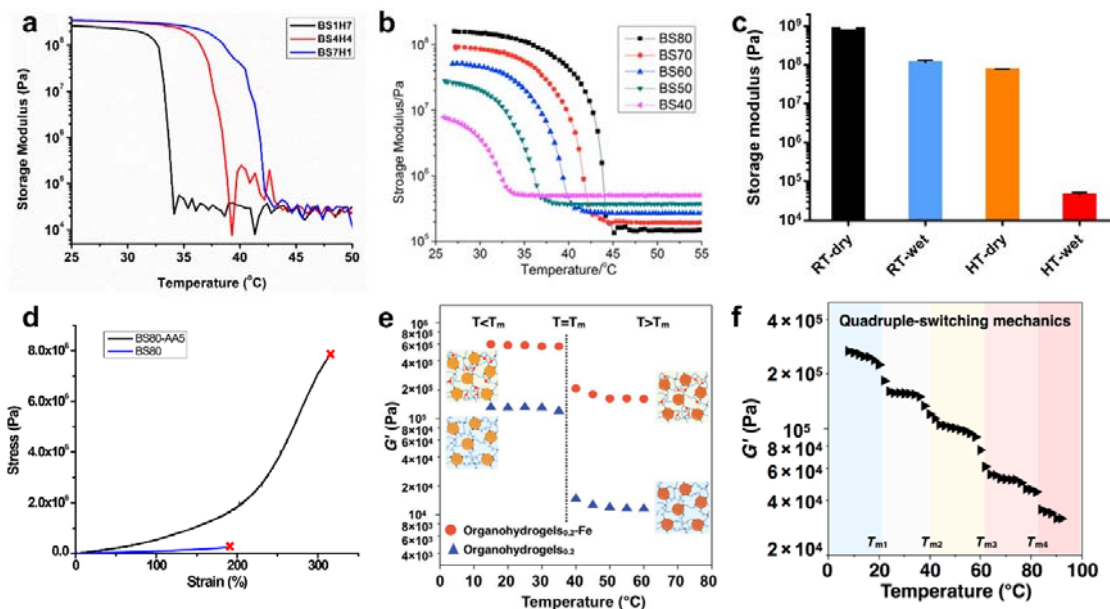 a
BS1H7
BS4H4
BS7H1
Storage Modulus (Pa)
10⁸
10⁷
10⁶
10⁵
10⁴
25 30 35 40 45 50
Temperature (°C)
b
BS80
BS70
BS60
BS50
BS40
Stroage Modulus/Pa
10⁸
10⁷
10⁶
10⁵
25 30 35 40 45 50 55
Temperature/°C
c
Storage modulus (Pa)
10⁹
10⁸
10⁷
10⁶
10⁵
10⁴
RT-dry RT-wet HT-dry HT-wet
d
BS80-AA5
BS80
Stress (Pa)
8.0x10⁶
6.0x10⁶
4.0x10⁶
2.0x10⁶
0.0
0 100 200 300
Strain (%)
e
T<Tm T=Tm T>Tm
G' (Pa)
10⁶
8×10⁵
6×10⁵
4×10⁵
2×10⁵
10⁵
8×10⁴
6×10⁴
4×10⁴
2×10⁴
10⁴
8×10³
6×10³
4×10³
Organohydrogels₀.₂-Fe
Organohydrogels₀.₂
0 10 20 30 40 50 60 70 80
Temperature (°C)
f
Quadruple-switching mechanics
G' (Pa)
4 × 10⁵
2 × 10⁵
10⁵
8 × 10⁴
6 × 10⁴
4 × 10⁴
2 × 10⁴
Tm1 Tm2 Tm3 Tm4
0 20 40 60 80 100
Temperature (°C)